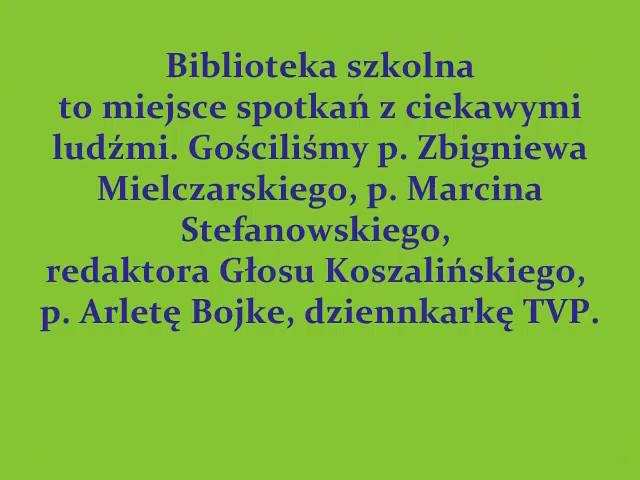 Biblioteka szkolna
to miejsce spotkań z ciekawymi
ludźmi. Gościliśmy p. Zbigniewa
Mielczarskiego, p. Marcina
Stefanowskiego,
redaktora Głosu Koszalińskiego,
p. Arletę Bojke, dziennkarkę TVP.